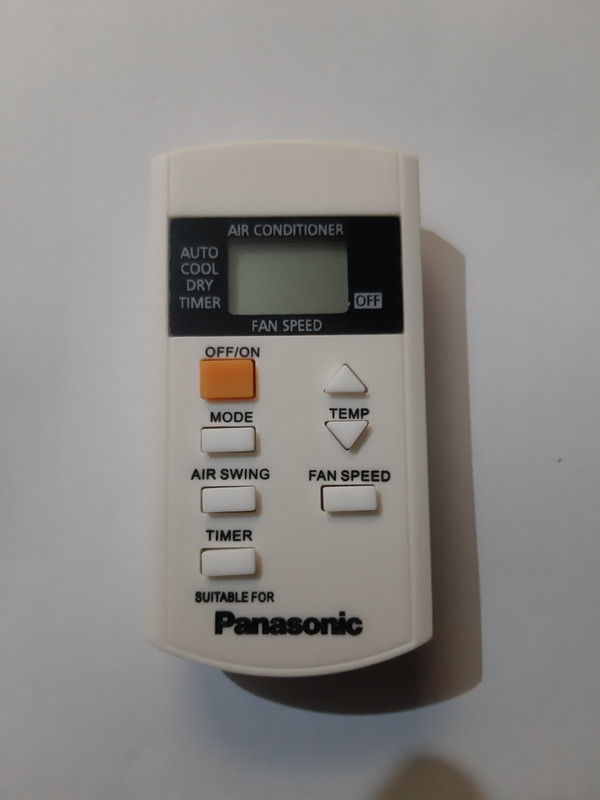 AIR CONDITIONER
AUTO
COOL
DRY
TIMER
OFF
FAN SPEED
OFF/ON
MODE
TEMP
AIR SWING
FAN SPEED
TIMER
SUITABLE FOR
Panasonic